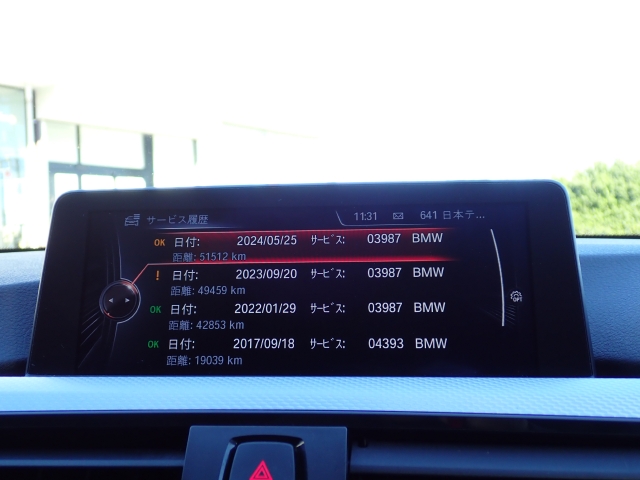 サービス履歴 11:31 641 日本テ...
OK 日付: 2024/05/25 ｻｰﾋﾞｽ: 03987 BMW
距離: 51512 km
! 日付: 2023/09/20 ｻｰﾋﾞｽ: 03987 BMW
距離: 49459 km
OK 日付: 2022/01/29 ｻｰﾋﾞｽ: 03987 BMW
距離: 42853 km
OK 日付: 2017/09/18 ｻｰﾋﾞｽ: 04393 BMW
距離: 19039 km
OPT